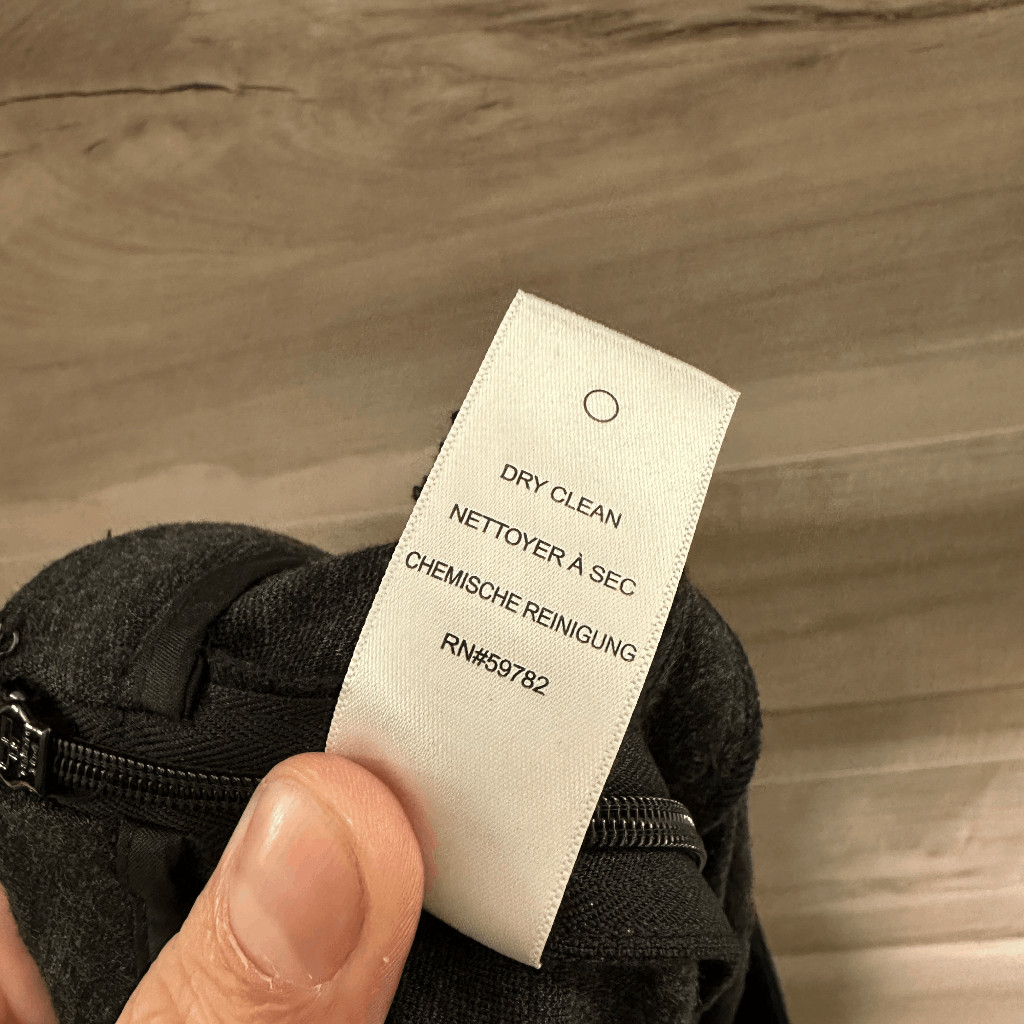 DRY CLEAN
NETTOYER À SEC
CHEMISCHE REINIGUNG
RN#59782